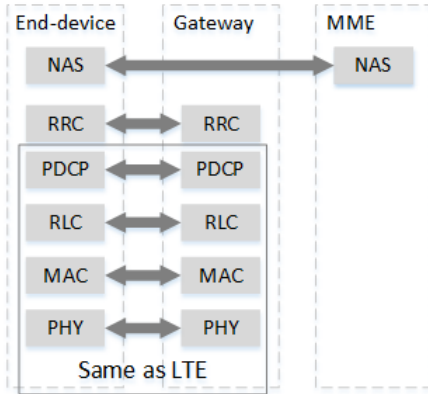 End-device Gateway MME
NAS NAS
RRC RRC
PDCP PDCP
RLC RLC
MAC MAC
PHY PHY
Same as LTE